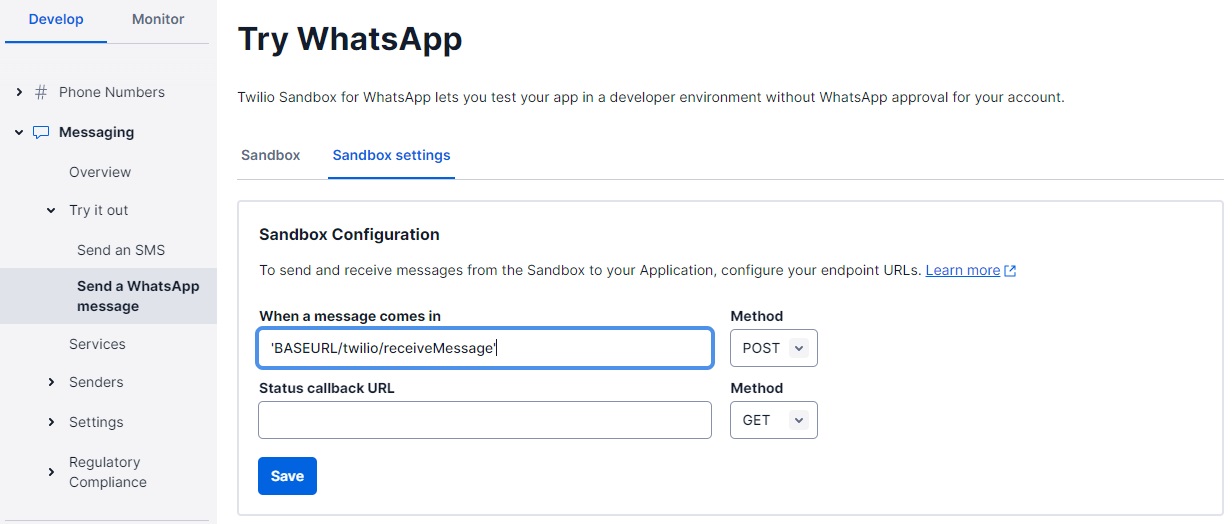 Develop
Monitor
# Phone Numbers
Messaging
Overview
Try it out
Send an SMS
Send a WhatsApp
message
Services
Senders
Settings
Regulatory
Compliance
Try WhatsApp
Twilio Sandbox for WhatsApp lets you test your app in a developer environment without WhatsApp approval for your account.
Sandbox
Sandbox settings
Sandbox Configuration
To send and receive messages from the Sandbox to your Application, configure your endpoint URLs. Learn more
When a message comes in
Method
'BASEURL/twilio/receiveMessage'
POST
Status callback URL
Method
GET
Save